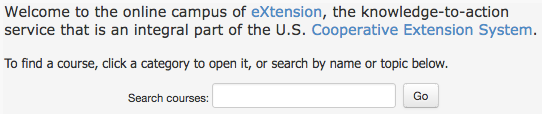 Welcome to the online campus of eXtension, the knowledge-to-action
service that is an integral part of the U.S. Cooperative Extension System.
To find a course, click a category to open it, or search by name or topic below.
Search courses: Go